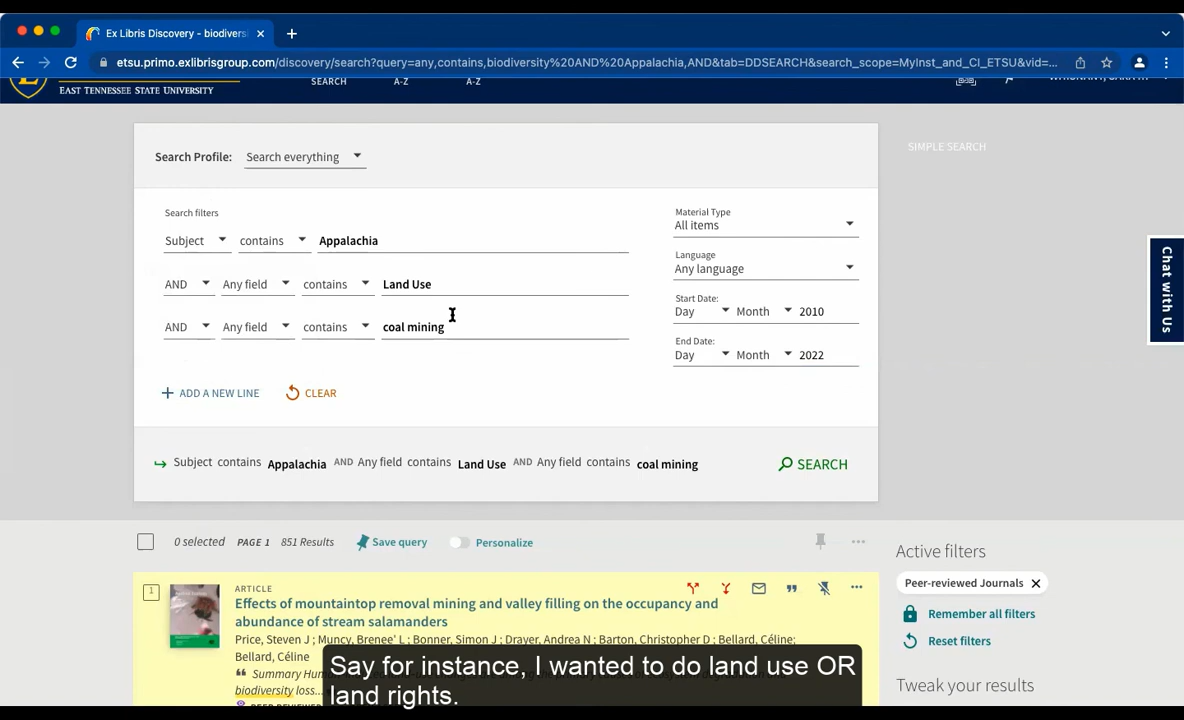 Ex Libris Discovery - biodivers
etsu.primo.exlibrisgroup.com/discovery/search?query=any,contains,biodiversity%20AND%20Appalachia,AND&tab=DDSEARCH&search_scope=MyInst_and_CI_ETSU&vid=...
EAST TENNESSEE STATE UNIVERSITY
SEARCH
A-Z
A-Z
Search Profile: Search everything
SIMPLE SEARCH
Search filters
Subject contains Appalachia
AND Any field contains Land Use
AND Any field contains coal mining
+ ADD A NEW LINE
CLEAR
Material Type
All items
Language
Any language
Start Date:
Day Month 2010
End Date:
Day Month 2022
Subject contains Appalachia AND Any field contains Land Use AND Any field contains coal mining
SEARCH
Chat with Us
0 selected PAGE 1 851 Results Save query Personalize
1
ARTICLE
Effects of mountaintop removal mining and valley filling on the occupancy and
abundance of stream salamanders
Price, Steven J ; Muncy, Brenee' L ; Bonner, Simon J ; Drayer, Andrea N ; Barton, Christopher D ; Bellard, Céline;
Bellard, Céline
Summary Hum
biodiversity loss...
Active filters
Peer-reviewed Journals
Remember all filters
Reset filters
Tweak your results
Say for instance, I wanted to do land use OR
land rights.